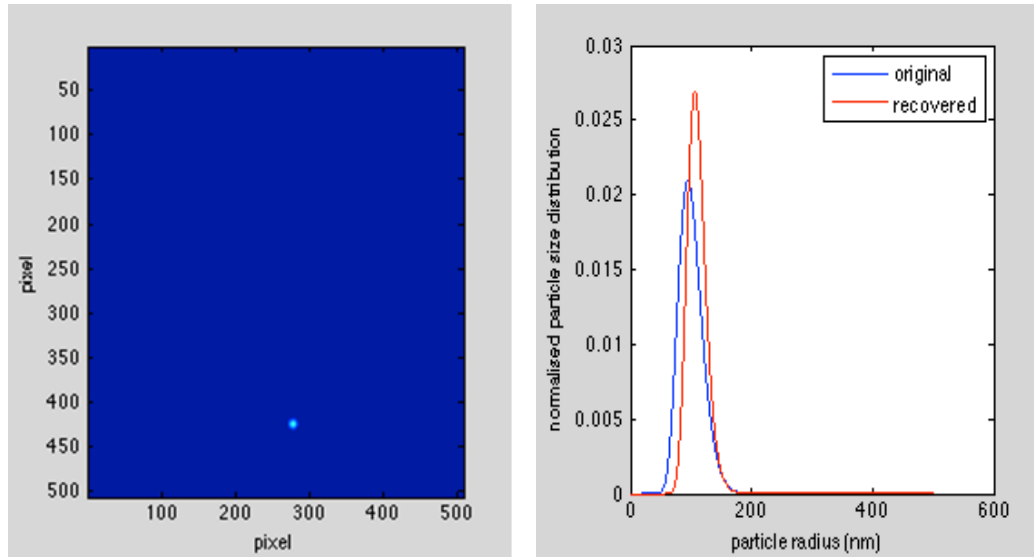 50
100
150
200
250
300
350
400
450
500
pixel
100 200 300 400 500
pixel
0.03
0.025
0.02
0.015
0.01
0.005
0
normalised particle size distribution
original
recovered
0 200 400 600
particle radius (nm)